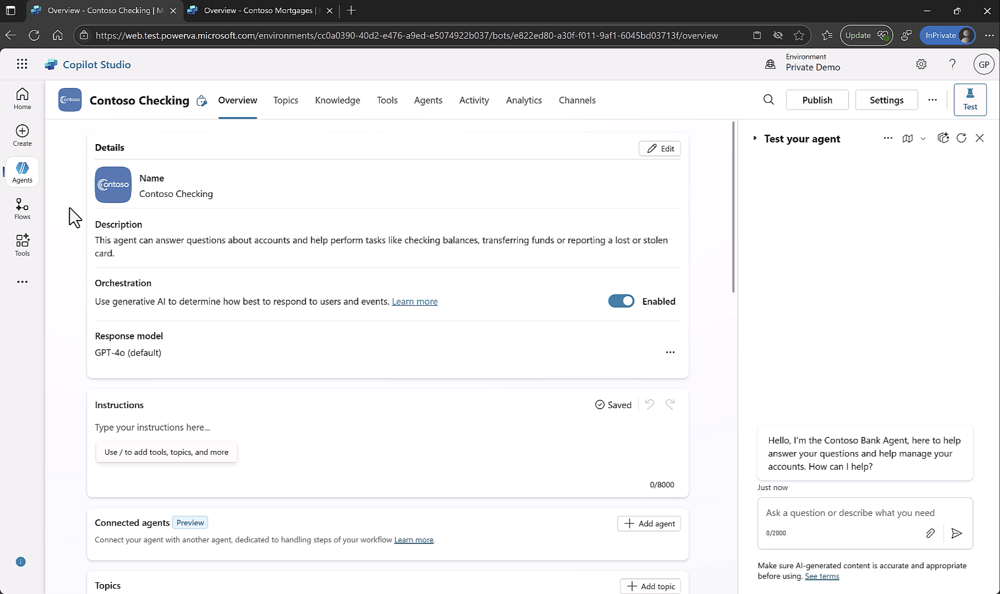 Overview - Contoso Checking | M
Overview - Contoso Mortgages |
https://web.test.powerva.microsoft.com/environments/cc0a0390-40d2-e476-a9ed-e5074922b037/bots/e822ed80-a30f-f011-9af1-6045bd03713f/overview
Update
InPrivate
Copilot Studio
Environment
Private Demo
GP
Home
Create
Agents
Flows
Tools
Contoso
Contoso Checking
Overview
Topics
Knowledge
Tools
Agents
Activity
Analytics
Channels
Publish
Settings
Test
Details
Edit
Contoso
Name
Contoso Checking
Description
This agent can answer questions about accounts and help perform tasks like checking balances, transferring funds or reporting a lost or stolen
card.
Orchestration
Use generative AI to determine how best to respond to users and events. Learn more
Enabled
Response model
GPT-4o (default)
Instructions
Saved
Type your instructions here...
Use / to add tools, topics, and more
0/8000
Connected agents Preview
Add agent
Connect your agent with another agent, dedicated to handling steps of your workflow Learn more.
Topics
Add topic
Test your agent
Hello, I'm the Contoso Bank Agent, here to help
answer your questions and help manage your
accounts. How can I help?
Just now
Ask a question or describe what you need
0/2000
Make sure AI-generated content is accurate and appropriate
before using. See terms